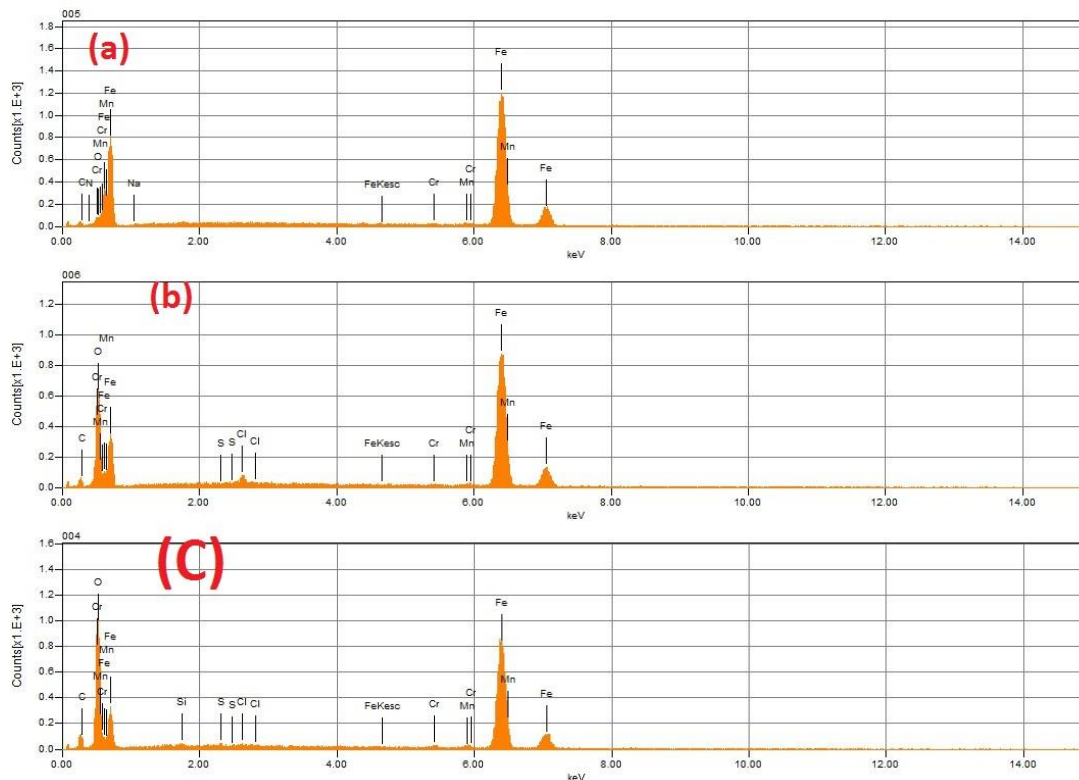 005
(a)
Counts[x1.E+3]
1.8
1.6
1.4
1.2
1.0
0.8
0.6
0.4
0.2
0.0
Fe
Mn
Fe
Cr
Mn
O
Cr
C N Na FeKesc Cr Mn Cr Fe Mn Fe
0.00 2.00 4.00 6.00 8.00 10.00 12.00 14.00
keV
006
(b)
Counts[x1.E+3]
1.2
1.0
0.8
0.6
0.4
0.2
0.0
Mn
O
Cr Fe
Fe
Cr
Mn
C S S Cl Cl FeKesc Cr Mn Cr Fe Mn Fe
0.00 2.00 4.00 6.00 8.00 10.00 12.00 14.00
keV
004
(C)
Counts[x1.E+3]
1.6
1.4
1.2
1.0
0.8
0.6
0.4
0.2
0.0
O
Cr
Fe
Mn
Fe
Mn
Cr
C Si S S Cl Cl FeKesc Cr Mn Cr Fe Mn Fe
0.00 2.00 4.00 6.00 8.00 10.00 12.00 14.00
keV